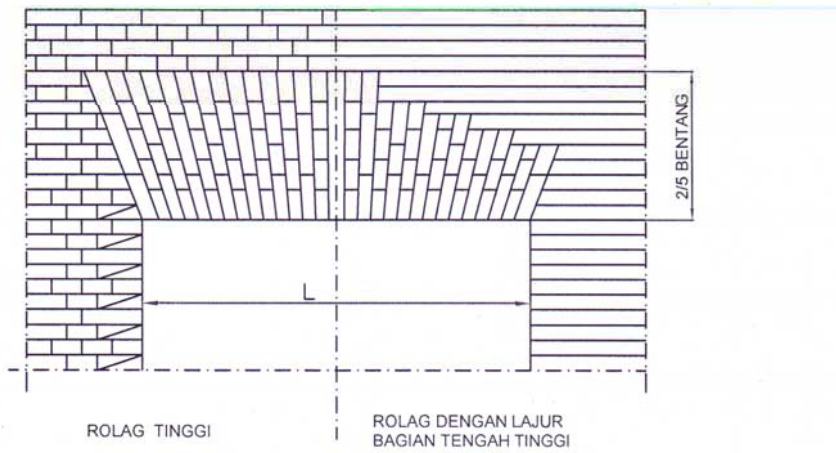 2/5 BENTANG
L
ROLAG TINGGI
ROLAG DENGAN LAJUR
BAGIAN TENGAH TINGGI